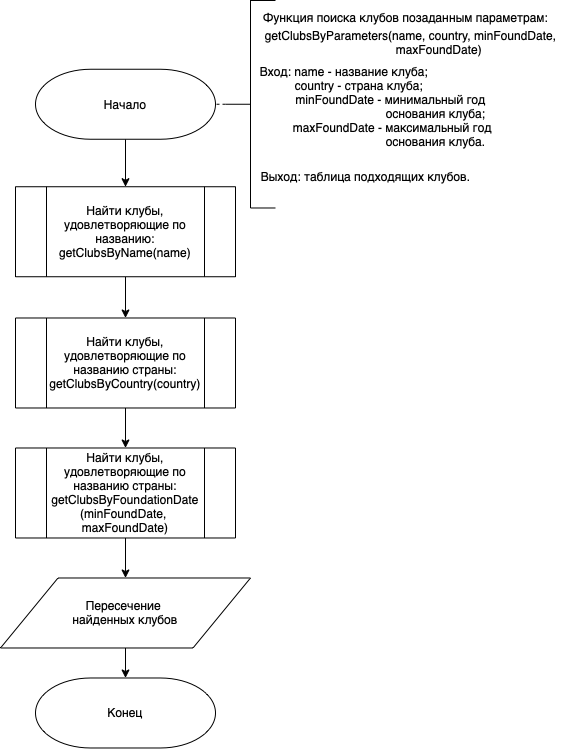 Функция поиска клубов позаданным параметрам:
getClubsByParameters(name, country, minFoundDate,
maxFoundDate)
Вход: name - название клуба;
country - страна клуба;
minFoundDate - минимальный год
основания клуба;
maxFoundDate - максимальный год
основания клуба.
Выход: таблица подходящих клубов.
Начало
Найти клубы,
удовлетворяющие по
названию:
getClubsByName(name)
Найти клубы,
удовлетворяющие по
названию страны:
getClubsByCountry(country)
Найти клубы,
удовлетворяющие по
названию страны:
getClubsByFoundationDate
(minFoundDate,
maxFoundDate)
Пересечение
найденных клубов
Конец